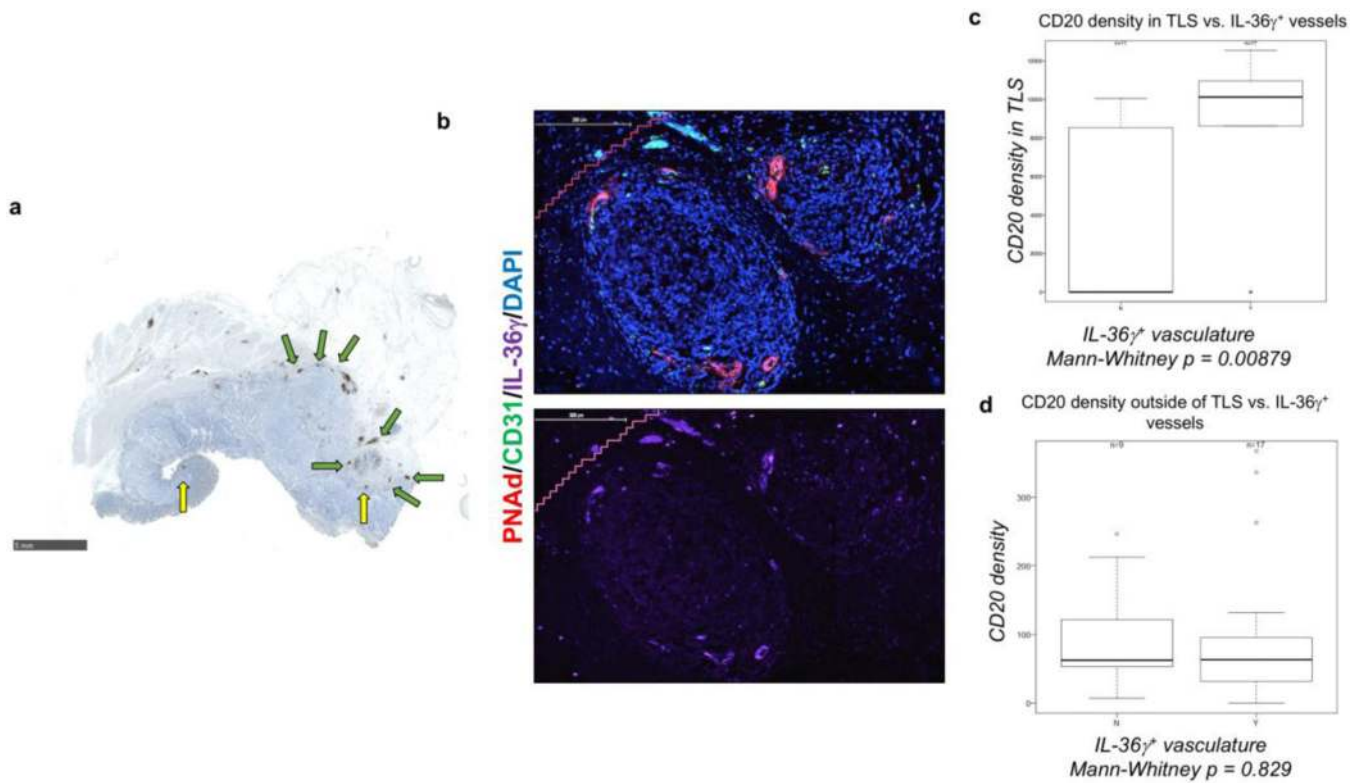 a
1 mm
b
PNAd/CD31/IL-36γ/DAPI
c
CD20 density in TLS vs. IL-36γ⁺ vessels
CD20 density in TLS
IL-36γ⁺ vasculature
Mann-Whitney p = 0.00879
d
CD20 density outside of TLS vs. IL-36γ⁺
vessels
n=9
n=17
300
200
100
0
CD20 density
N
Y
IL-36γ⁺ vasculature
Mann-Whitney p = 0.829